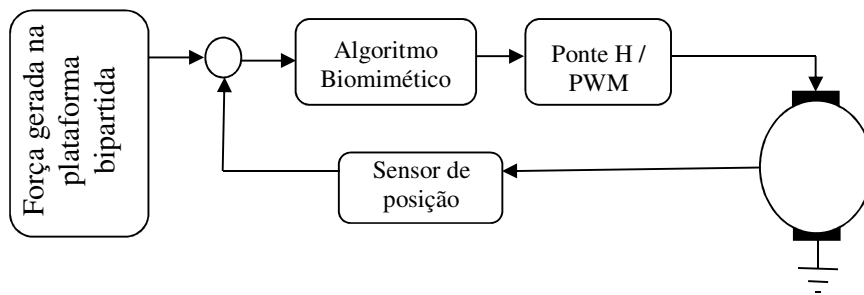 Força gerada na
plataforma
bipartida
Algoritmo
Biomimético
Ponte H /
PWM
Sensor de
posição